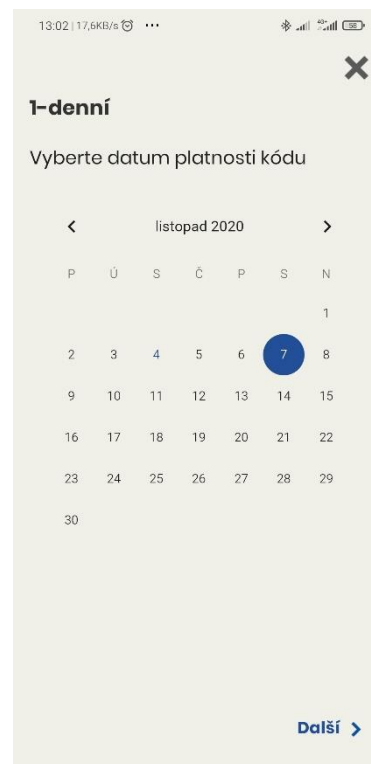 13:02 | 17,6KB/s ...
4G+ 58
1-denní
Vyberte datum platnosti kódu
listopad 2020
P Ú S Č P S N
1
2 3 4 5 6 7 8
9 10 11 12 13 14 15
16 17 18 19 20 21 22
23 24 25 26 27 28 29
30
Další